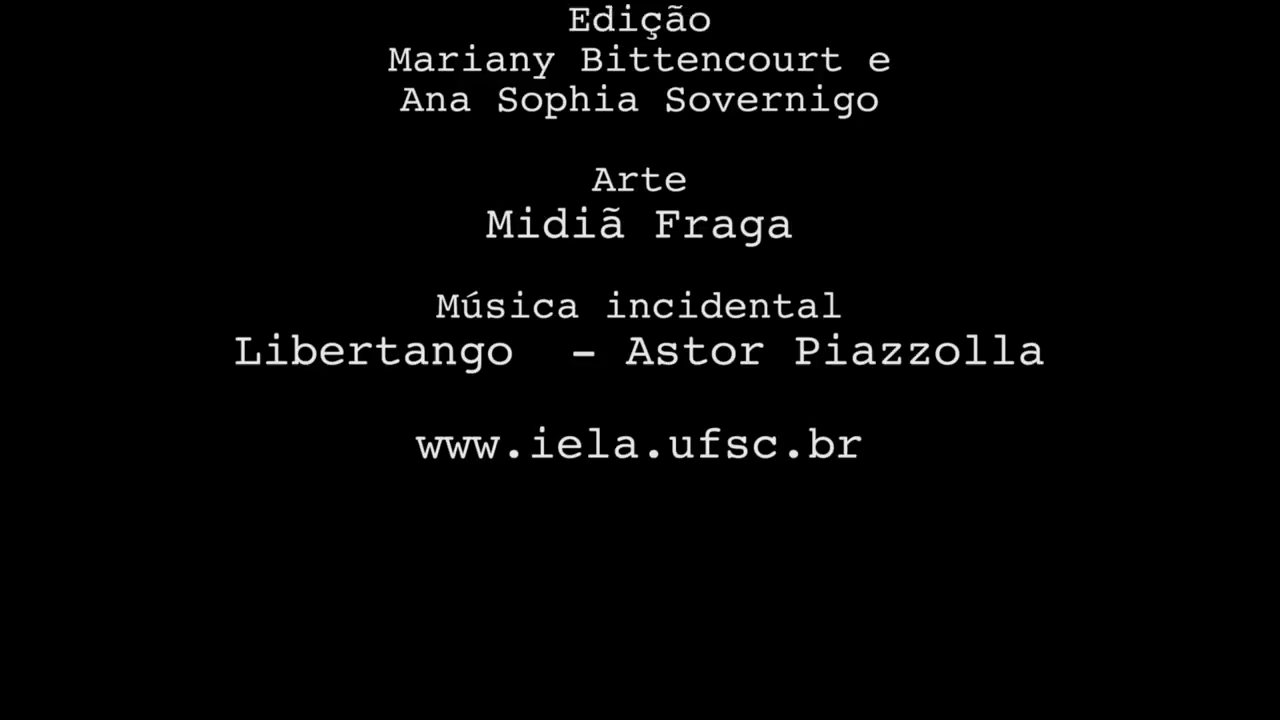 Edição
Mariany Bittencourt e
Ana Sophia Sovernigo
Arte
Midiã Fraga
Música incidental
Libertango - Astor Piazzolla
www.iela.ufsc.br